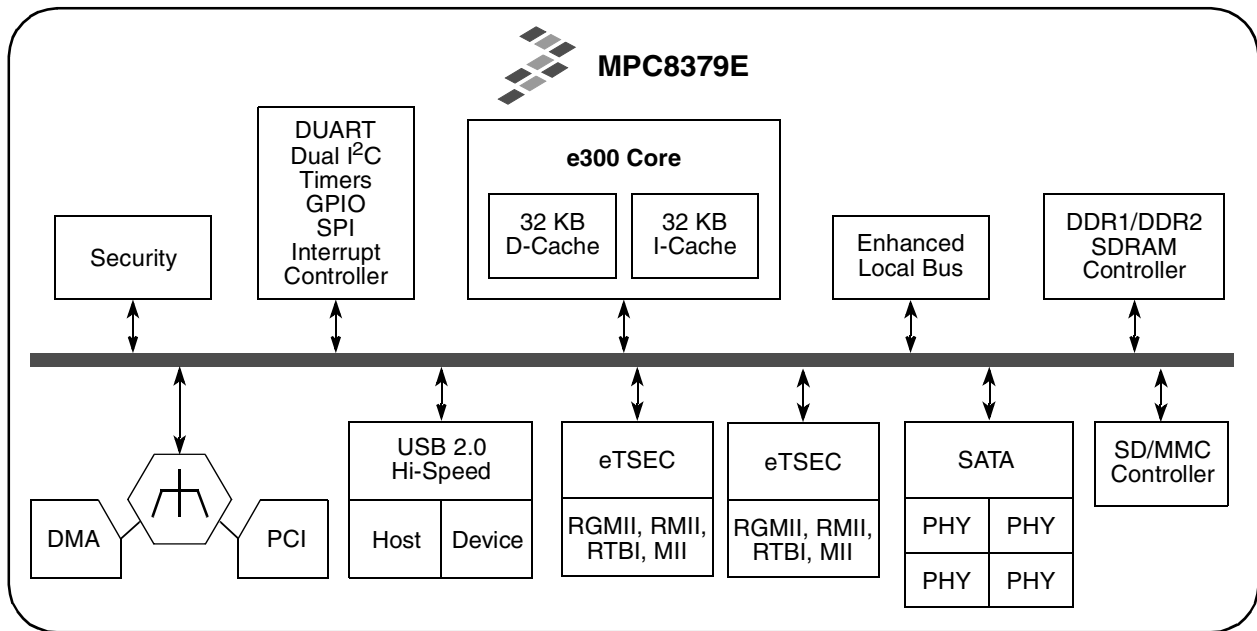 MPC8379E
DUART
Dual I²C
Timers
GPIO
SPI
Interrupt
Controller
e300 Core
32 KB
D-Cache
32 KB
I-Cache
Security
Enhanced
Local Bus
DDR1/DDR2
SDRAM
Controller
DMA
PCI
USB 2.0
Hi-Speed
Host
Device
eTSEC
RGMII, RMII,
RTBI, MII
eTSEC
RGMII, RMII,
RTBI, MII
SATA
PHY
PHY
PHY
PHY
SD/MMC
Controller